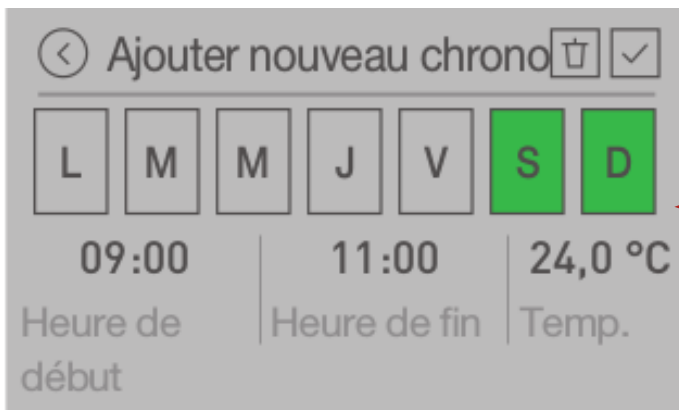 Ajouter nouveau chrono
L M M J V S D
09:00 11:00 24,0 °C
Heure de Heure de fin Temp.
début